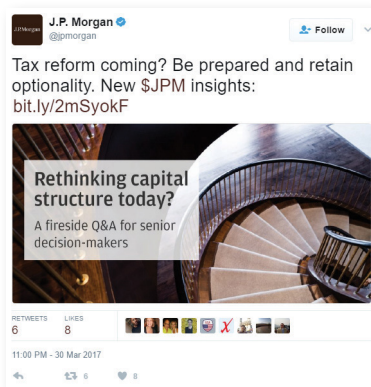 J.P.Morgan
J.P. Morgan
@jpmorgan
Follow
Tax reform coming? Be prepared and retain
optionality. New $JPM insights:
bit.ly/2mSyokF
Rethinking capital
structure today?
A fireside Q&A for senior
decision-makers
RETWEETS LIKES
6 8
11:00 PM - 30 Mar 2017
6 8